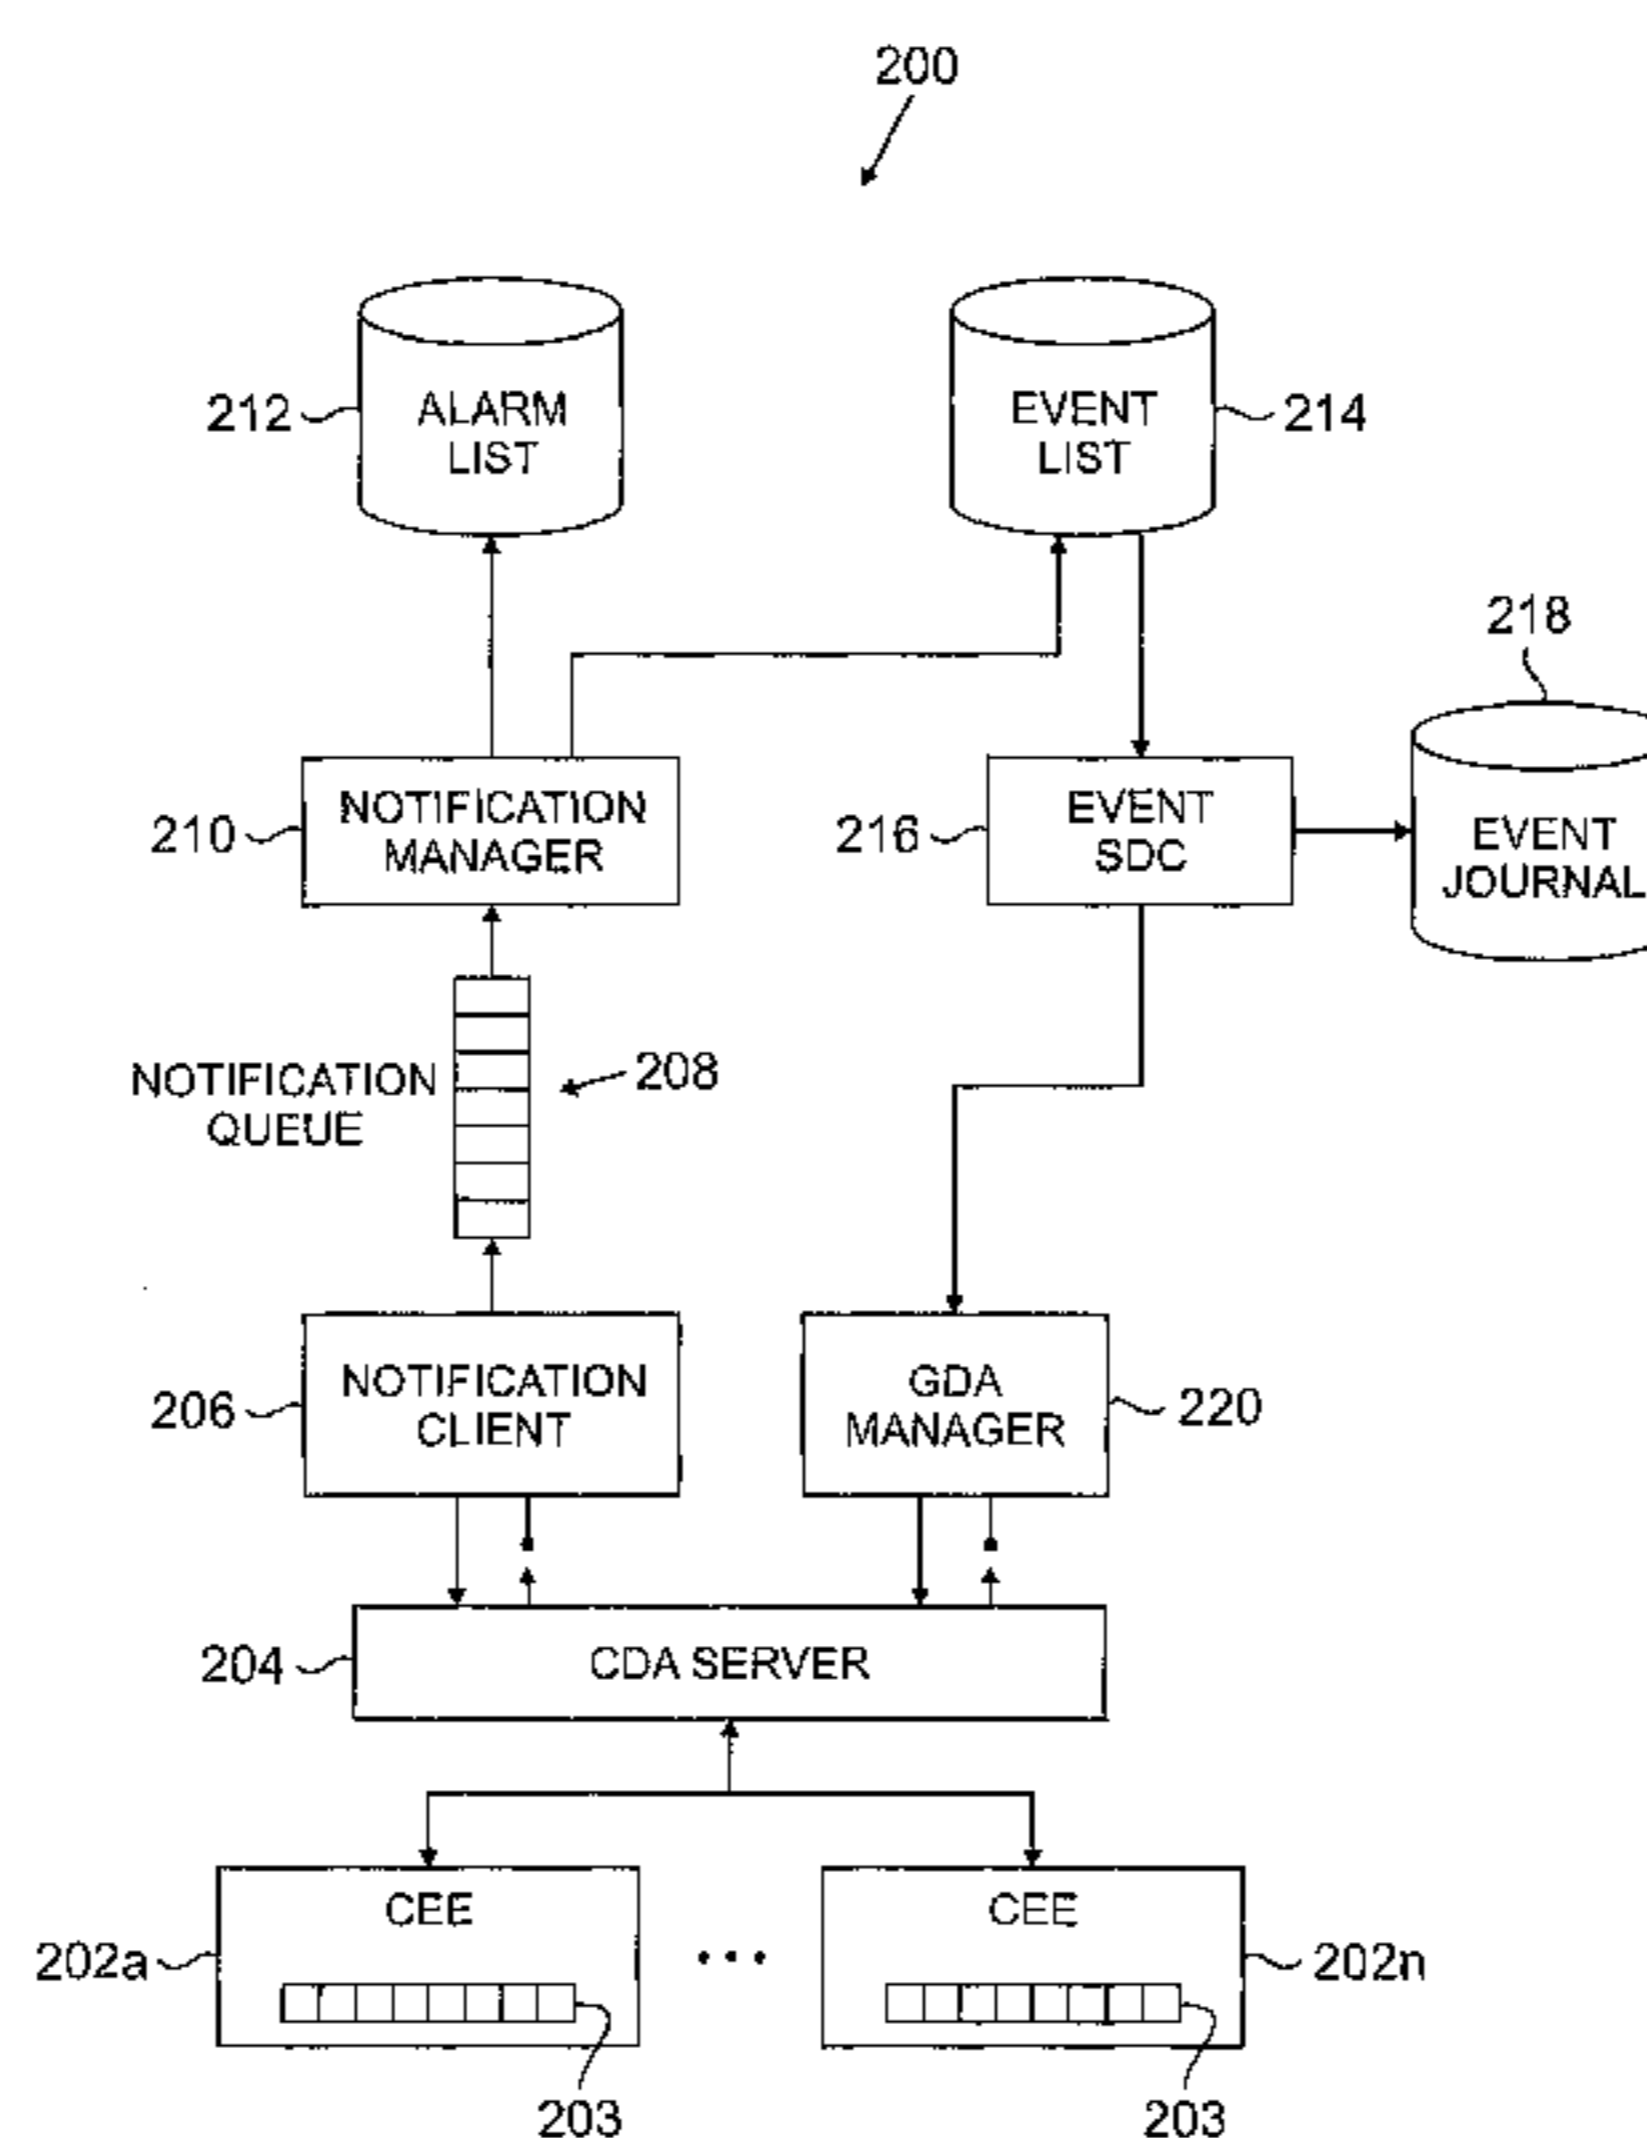 200
212
ALARM
LIST
EVENT
LIST
214
218
210
NOTIFICATION
MANAGER
216
EVENT
SDC
EVENT
JOURNAL
NOTIFICATION
QUEUE
208
206
NOTIFICATION
CLIENT
GDA
MANAGER
220
204
CDA SERVER
CEE
CEE
202a
...
202n
203
203